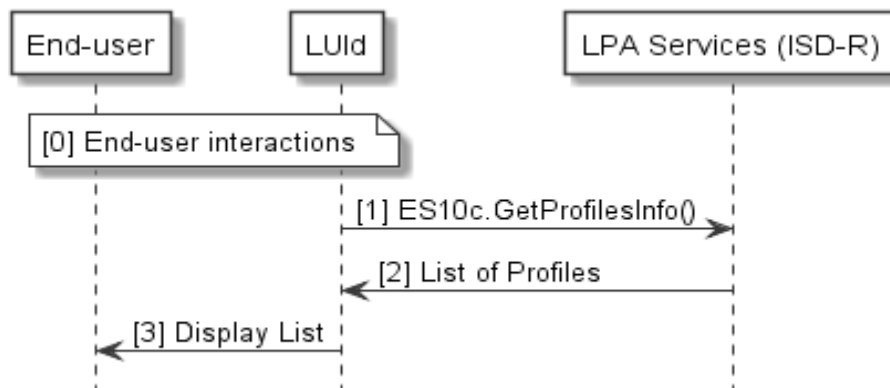 End-user
LUId
LPA Services (ISD-R)
[0] End-user interactions
[1] ES10c.GetProfilesInfo()
[2] List of Profiles
[3] Display List